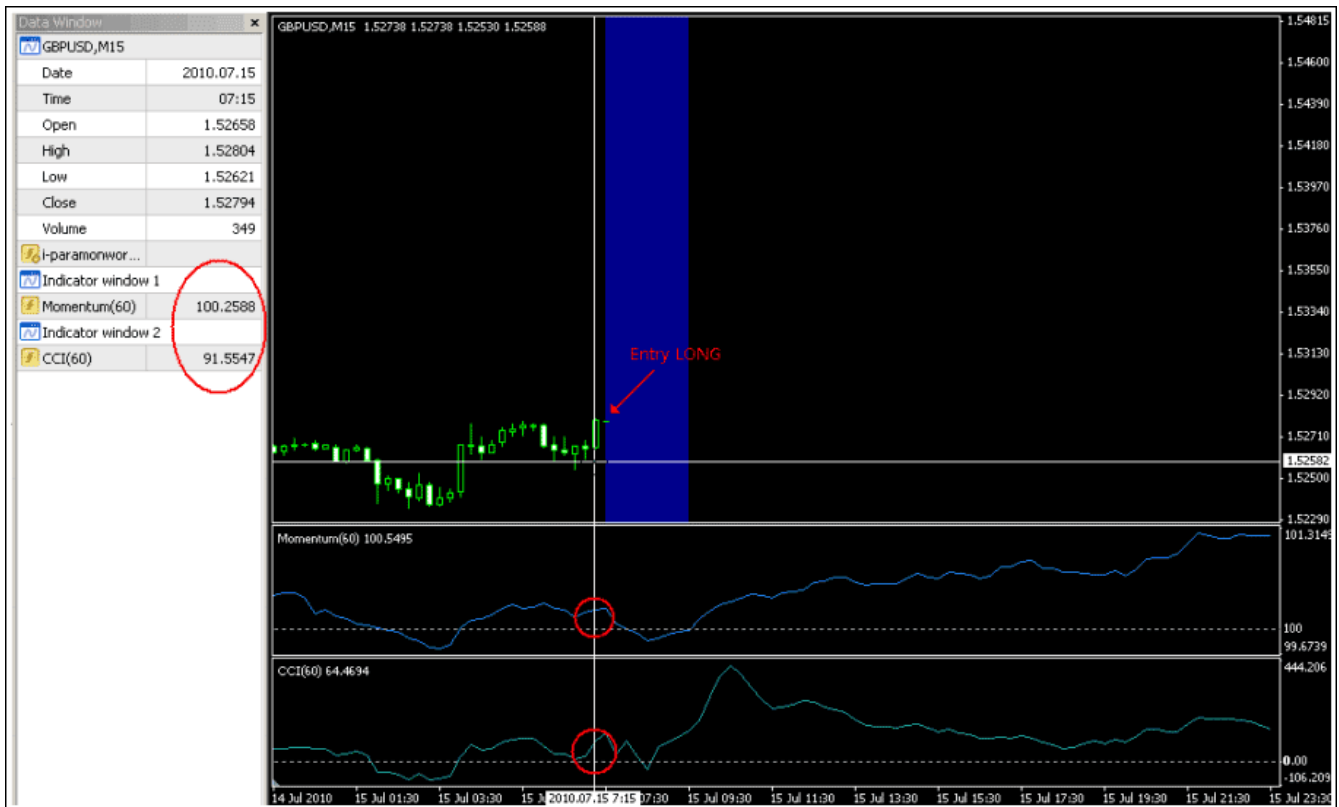 Data Window
GBPUSD,M15
Date 2010.07.15
Time 07:15
Open 1.52658
High 1.52804
Low 1.52621
Close 1.52794
Volume 349
i-paramonwor...
Indicator window 1
Momentum(60) 100.2588
Indicator window 2
CCI(60) 91.5547
GBPUSD,M15 1.52738 1.52738 1.52530 1.52588
Entry LONG
1.54815
1.54600
1.54390
1.54180
1.53970
1.53760
1.53550
1.53340
1.53130
1.52920
1.52710
1.52582
1.52500
1.52290
Momentum(60) 100.5495
101.3149
100
99.6739
CCI(60) 64.4694
444.206
0.00
-106.209
14 Jul 2010 15 Jul 01:30 15 Jul 03:30 15 J 2010.07.15 7:15 07:30 15 Jul 09:30 15 Jul 11:30 15 Jul 13:30 15 Jul 15:30 15 Jul 17:30 15 Jul 19:30 15 Jul 21:30 15 Jul 23:30